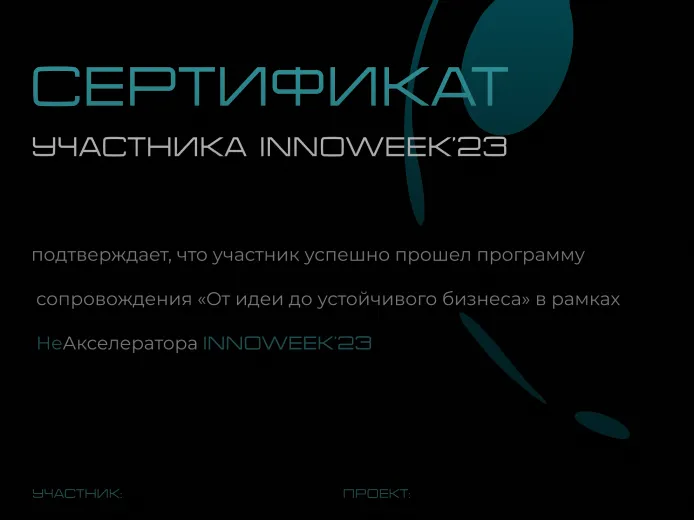 СЕРТИФИКАТ
УЧАСТНИКА INNOWEEK’23
подтверждает, что участник успешно прошел программу
сопровождения «От идеи до устойчивого бизнеса» в рамках
НеАкселератора INNOWEEK’23
УЧАСТНИК: ПРОЕКТ: